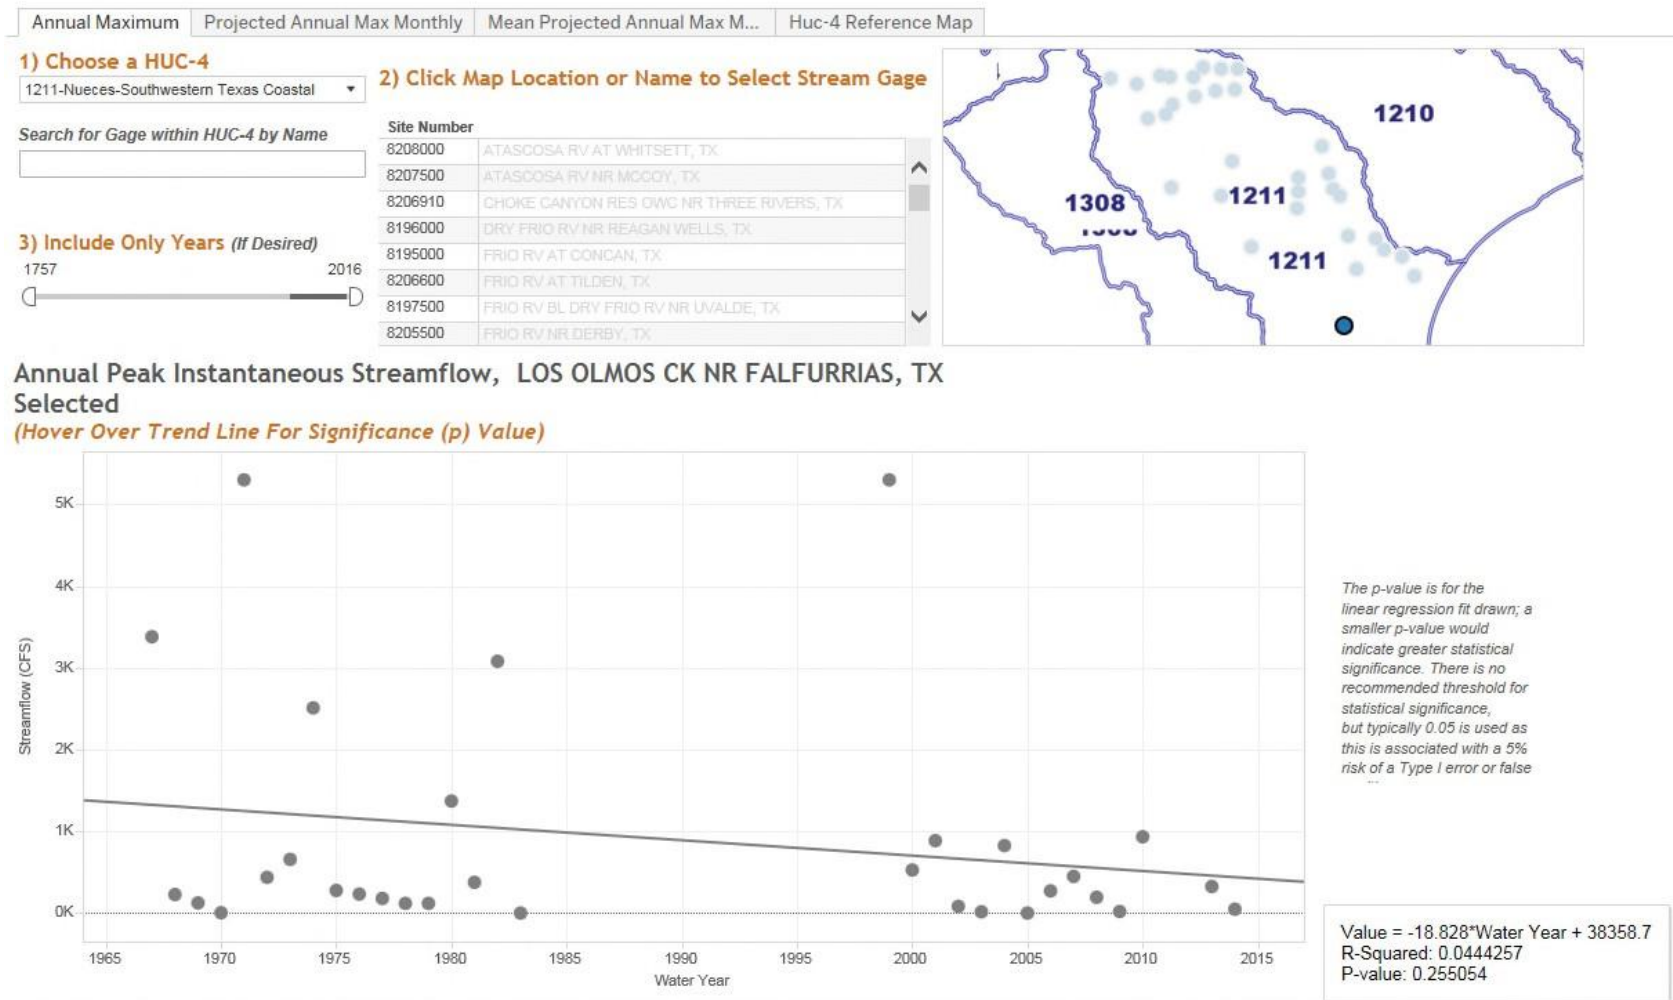 Annual Maximum
Projected Annual Max Monthly
Mean Projected Annual Max M...
Huc-4 Reference Map
1) Choose a HUC-4
1211-Nueces-Southwestern Texas Coastal
Search for Gage within HUC-4 by Name
3) Include Only Years (If Desired)
1757
2016
2) Click Map Location or Name to Select Stream Gage
Site Number
8208000 ATASCOSA RV AT WHITSETT, TX
8207500 ATASCOSA RV NR MCCOY, TX
8206910 CHOKE CANYON RES OWC NR THREE RIVERS, TX
8196000 DRY FRIO RV NR REAGAN WELLS, TX
8195000 FRIO RV AT CONCAN, TX
8206600 FRIO RV AT TILDEN, TX
8197500 FRIO RV BL DRY FRIO RV NR UVALDE, TX
8205500 FRIO RV NR DERBY, TX
1210
1211
1308
1211
Annual Peak Instantaneous Streamflow, LOS OLMOS CK NR FALFURRIAS, TX
Selected
(Hover Over Trend Line For Significance (p) Value)
Streamflow (CFS)
5K
4K
3K
2K
1K
0K
1965
1970
1975
1980
1985
1990
1995
2000
2005
2010
2015
Water Year
The p-value is for the
linear regression fit drawn; a
smaller p-value would
indicate greater statistical
significance. There is no
recommended threshold for
statistical significance,
but typically 0.05 is used as
this is associated with a 5%
risk of a Type I error or false
Value = -18.828*Water Year + 38358.7
R-Squared: 0.0444257
P-value: 0.255054